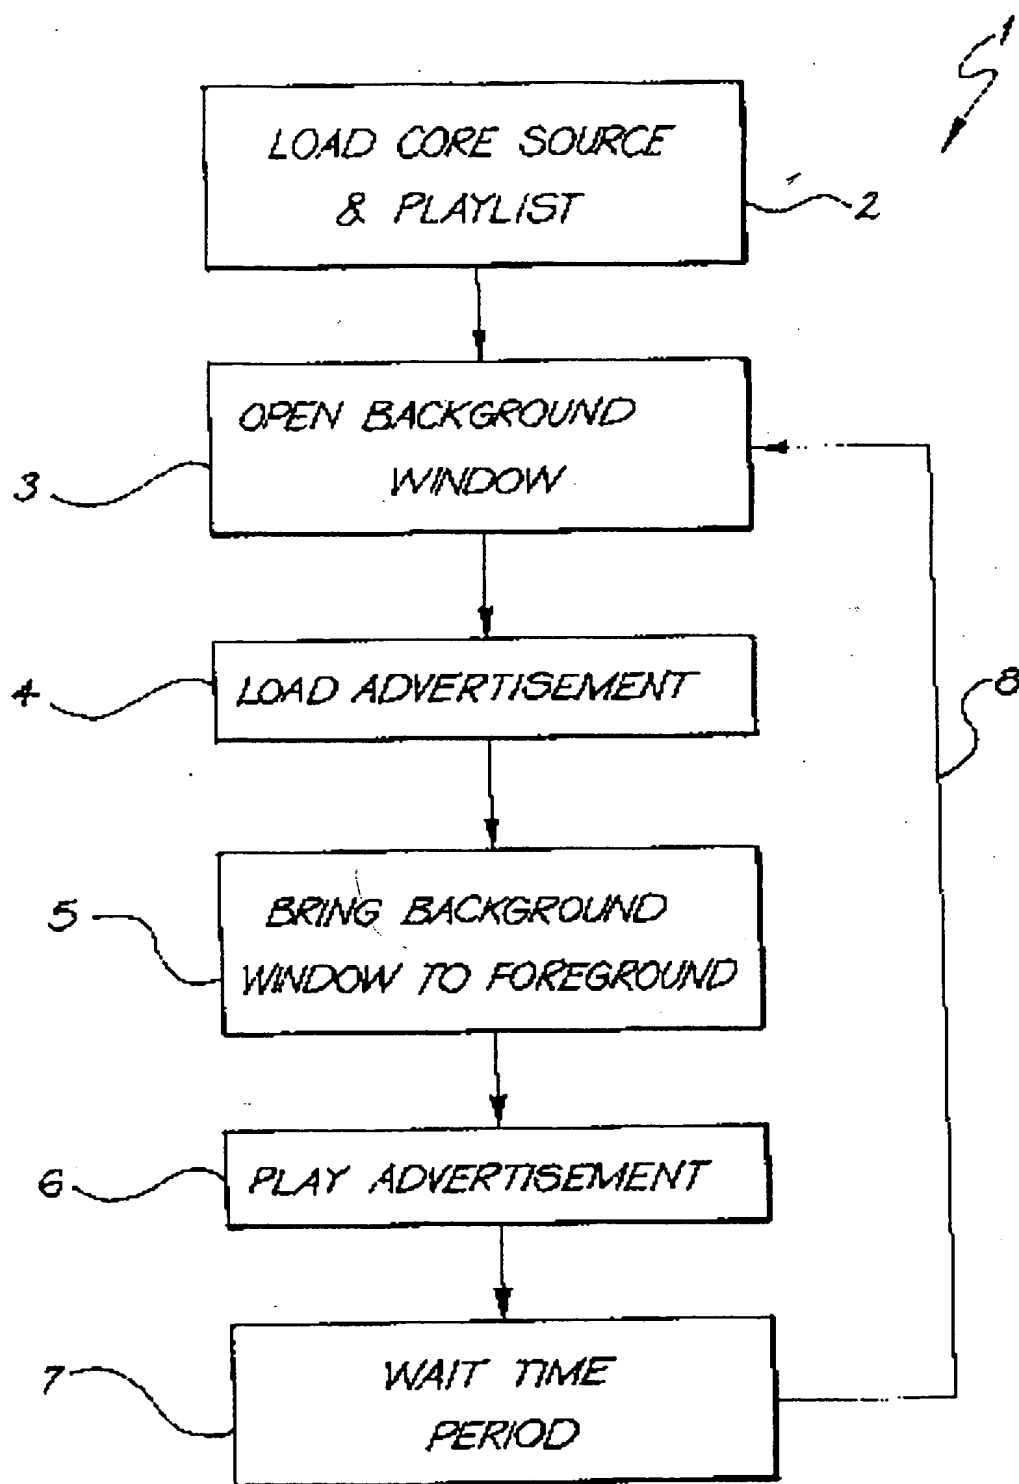 1
LOAD CORE SOURCE
& PLAYLIST
2
OPEN BACKGROUND
WINDOW
3
4
LOAD ADVERTISEMENT
8
5
BRING BACKGROUND
WINDOW TO FOREGROUND
6
PLAY ADVERTISEMENT
7
WAIT TIME
PERIOD